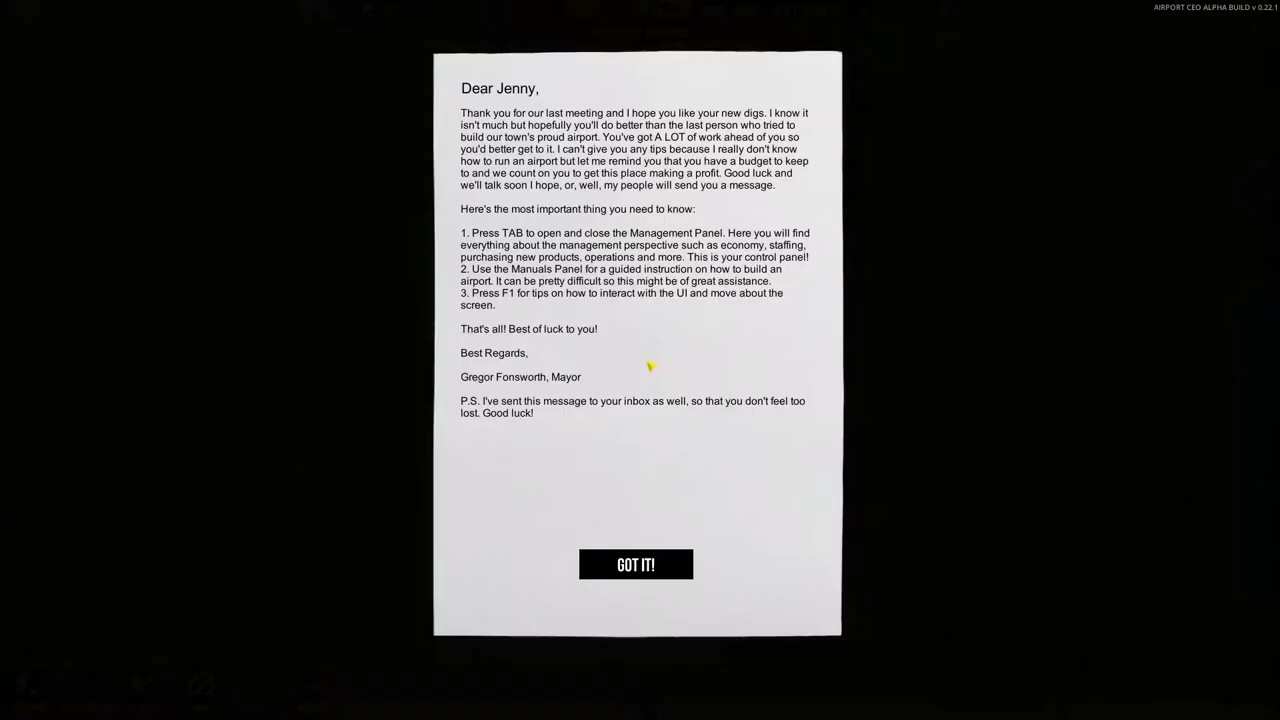 AIRPORT CEO ALPHA BUILD v 0.22.1
Dear Jenny,
Thank you for our last meeting and I hope you like your new digs. I know it
isn't much but hopefully you'll do better than the last person who tried to
build our town's proud airport. You've got A LOT of work ahead of you so
you'd better get to it. I can't give you any tips because I really don't know
how to run an airport but let me remind you that you have a budget to keep
to and we count on you to get this place making a profit. Good luck and
we'll talk soon I hope, or, well, my people will send you a message.
Here's the most important thing you need to know:
1. Press TAB to open and close the Management Panel. Here you will find
everything about the management perspective such as economy, staffing,
purchasing new products, operations and more. This is your control panel!
2. Use the Manuals Panel for a guided instruction on how to build an
airport. It can be pretty difficult so this might be of great assistance.
3. Press F1 for tips on how to interact with the UI and move about the
screen.
That's all! Best of luck to you!
Best Regards,
Gregor Fonsworth, Mayor
P.S. I've sent this message to your inbox as well, so that you don't feel too
lost. Good luck!
GOT IT!